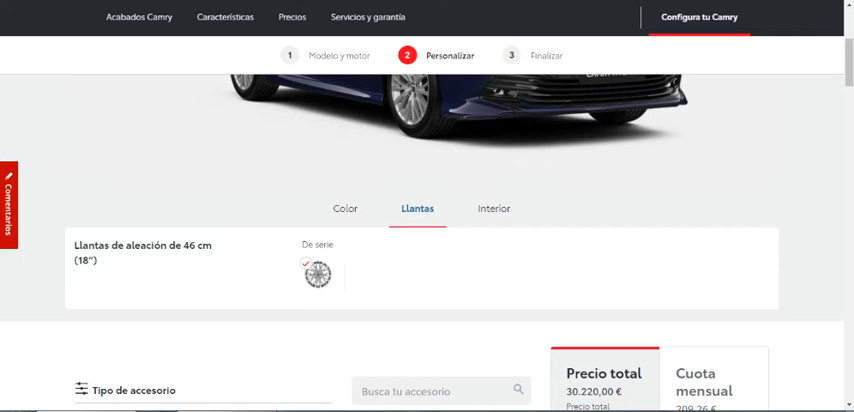 Acabados Camry Características Precios Servicios y garantía Configura tu Camry
1 Modelo y motor 2 Personalizar 3 Finalizar
Comentarios
Color Llantas Interior
Llantas de aleación de 46 cm
(18")
De serie
Tipo de accesorio
Busca tu accesorio
Precio total
30.220,00 €
Precio total
Cuota
mensual
209,26 €